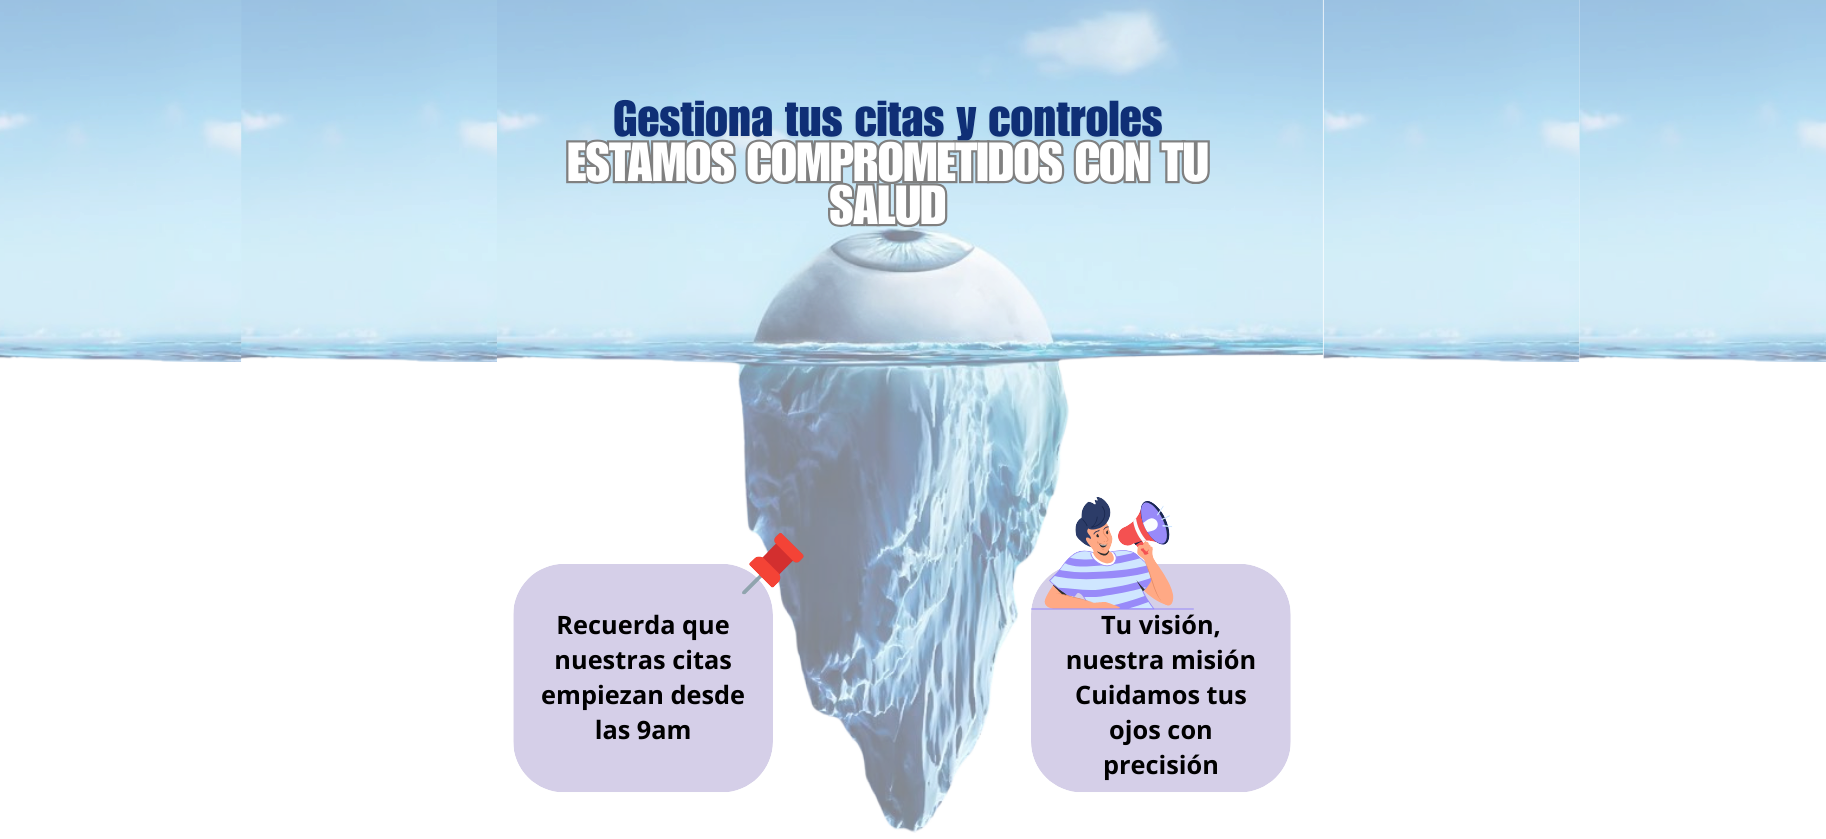 Gestiona tus citas y controles
ESTAMOS COMPROMETIDOS CON TU
SALUD
Recuerda que
nuestras citas
empiezan desde
las 9am
Tu visión,
nuestra misión
Cuidamos tus
ojos con
precisión